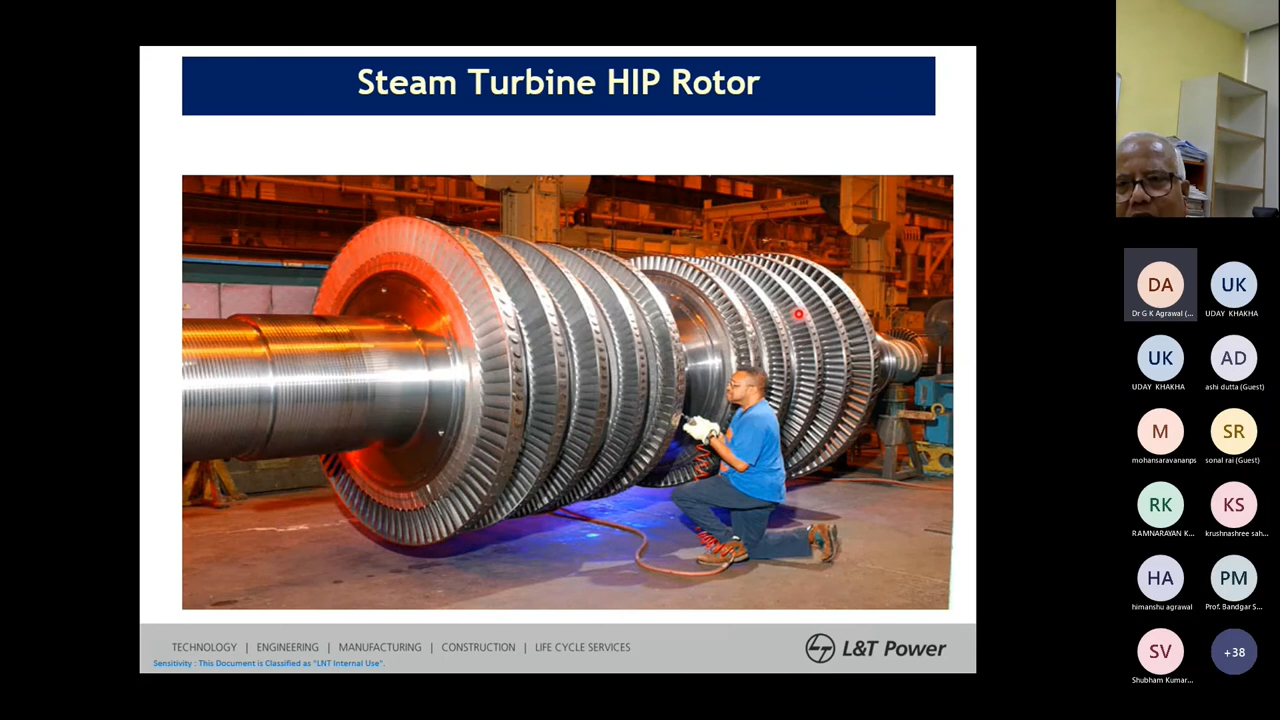 Steam Turbine HIP Rotor
TECHNOLOGY | ENGINEERING | MANUFACTURING | CONSTRUCTION | LIFE CYCLE SERVICES
Sensitivity : This Document is Classified as "LNT Internal Use".
L&T Power
DA
UK
Dr G K Agrawal (...
UDAY KHAKHA
UK
AD
UDAY KHAKHA
ashi dutta (Guest)
M
SR
mohansaravananps
sonal rai (Guest)
RK
KS
RAMNARAYAN K...
krushnashree sah...
HA
PM
himanshu agrawal
Prof. Bandgar S...
SV
+38
Shubham Kumar...